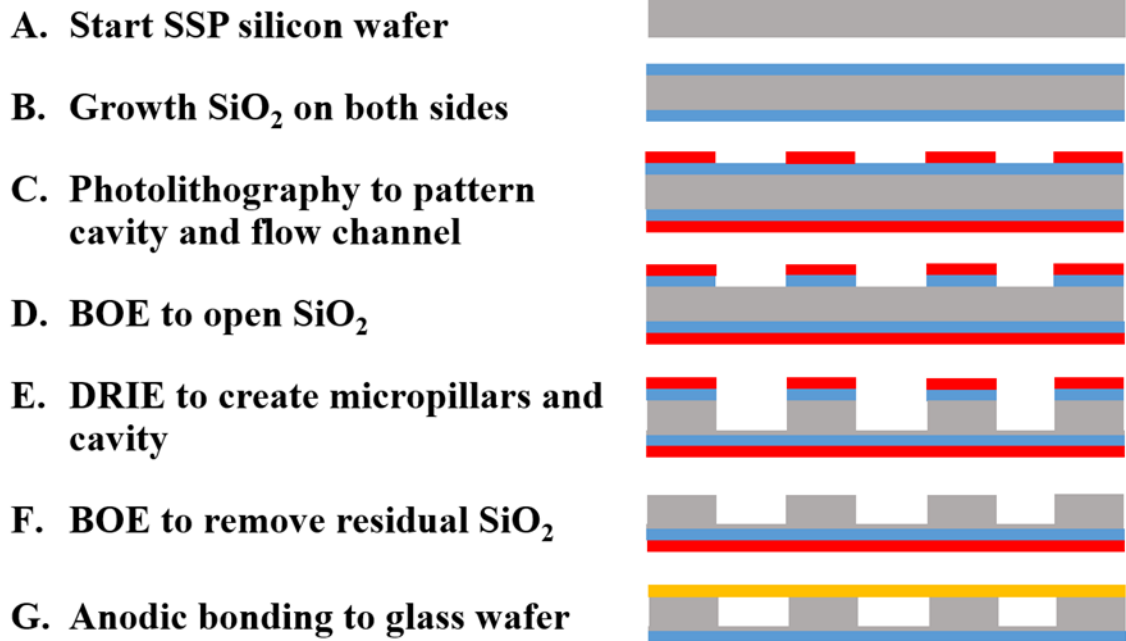 A. Start SSP silicon wafer
B. Growth SiO₂ on both sides
C. Photolithography to pattern
cavity and flow channel
D. BOE to open SiO₂
E. DRIE to create micropillars and
cavity
F. BOE to remove residual SiO₂
G. Anodic bonding to glass wafer